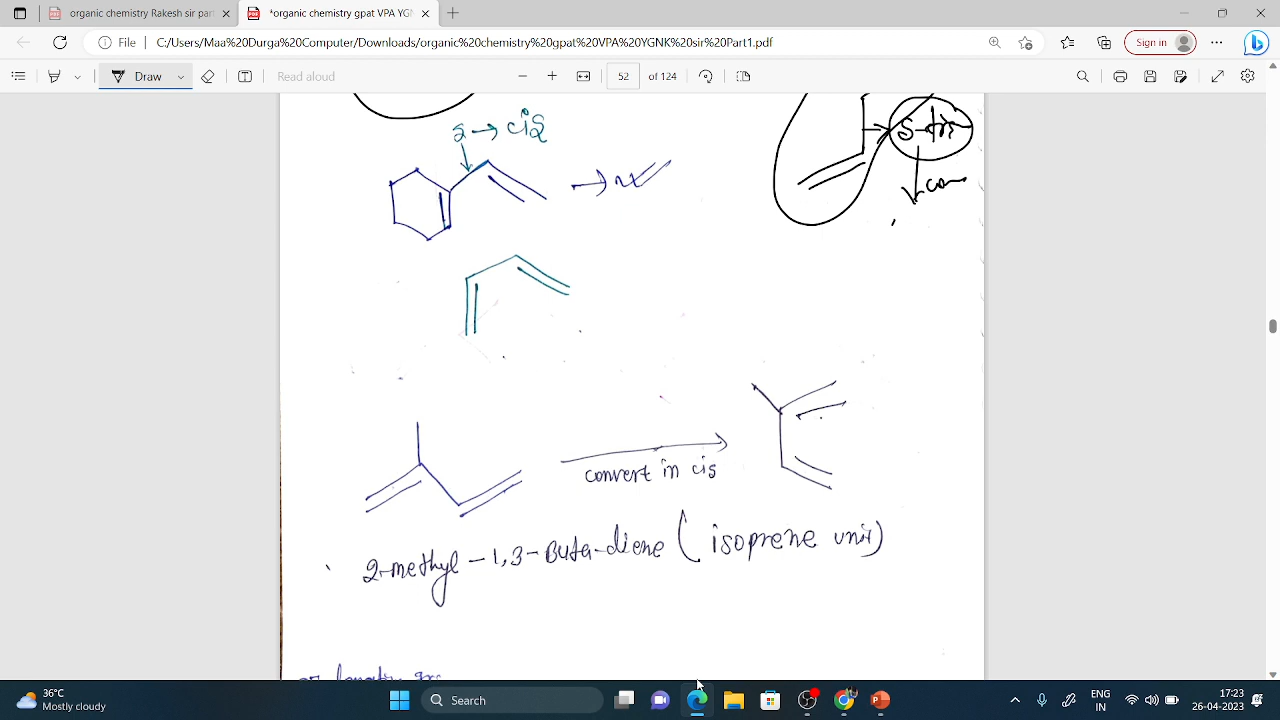 organic chemistry Rakesh sir part
*organic chemistry gpat VPA YGN
File
C:/Users/Maa%20Durga%20Computer/Downloads/organic%20chemistry%20gpat%20VPA%20YGNK%20sir%20Part1.pdf
Sign in
Draw
Read aloud
52 of 124
→ cis
convert in cis
2-methyl-1,3-Buta-diene (isoprene unit)
36°C
Mostly cloudy
Search
ENG
IN
17:23
26-04-2023